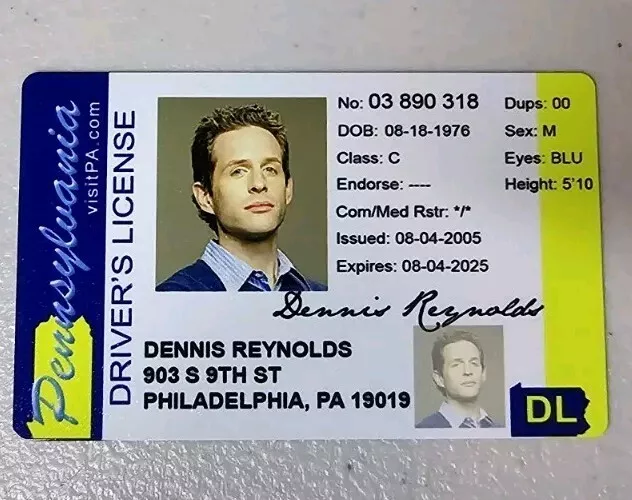 Pennsylvania
visitPA.com
DRIVER'S LICENSE
No: 03 890 318
Dups: 00
DOB: 08-18-1976
Sex: M
Class: C
Eyes: BLU
Endorse: ----
Height: 5'10
Com/Med Rstr: */*
Issued: 08-04-2005
Expires: 08-04-2025
Dennis Reynolds
DENNIS REYNOLDS
903 S 9TH ST
PHILADELPHIA, PA 19019
DL